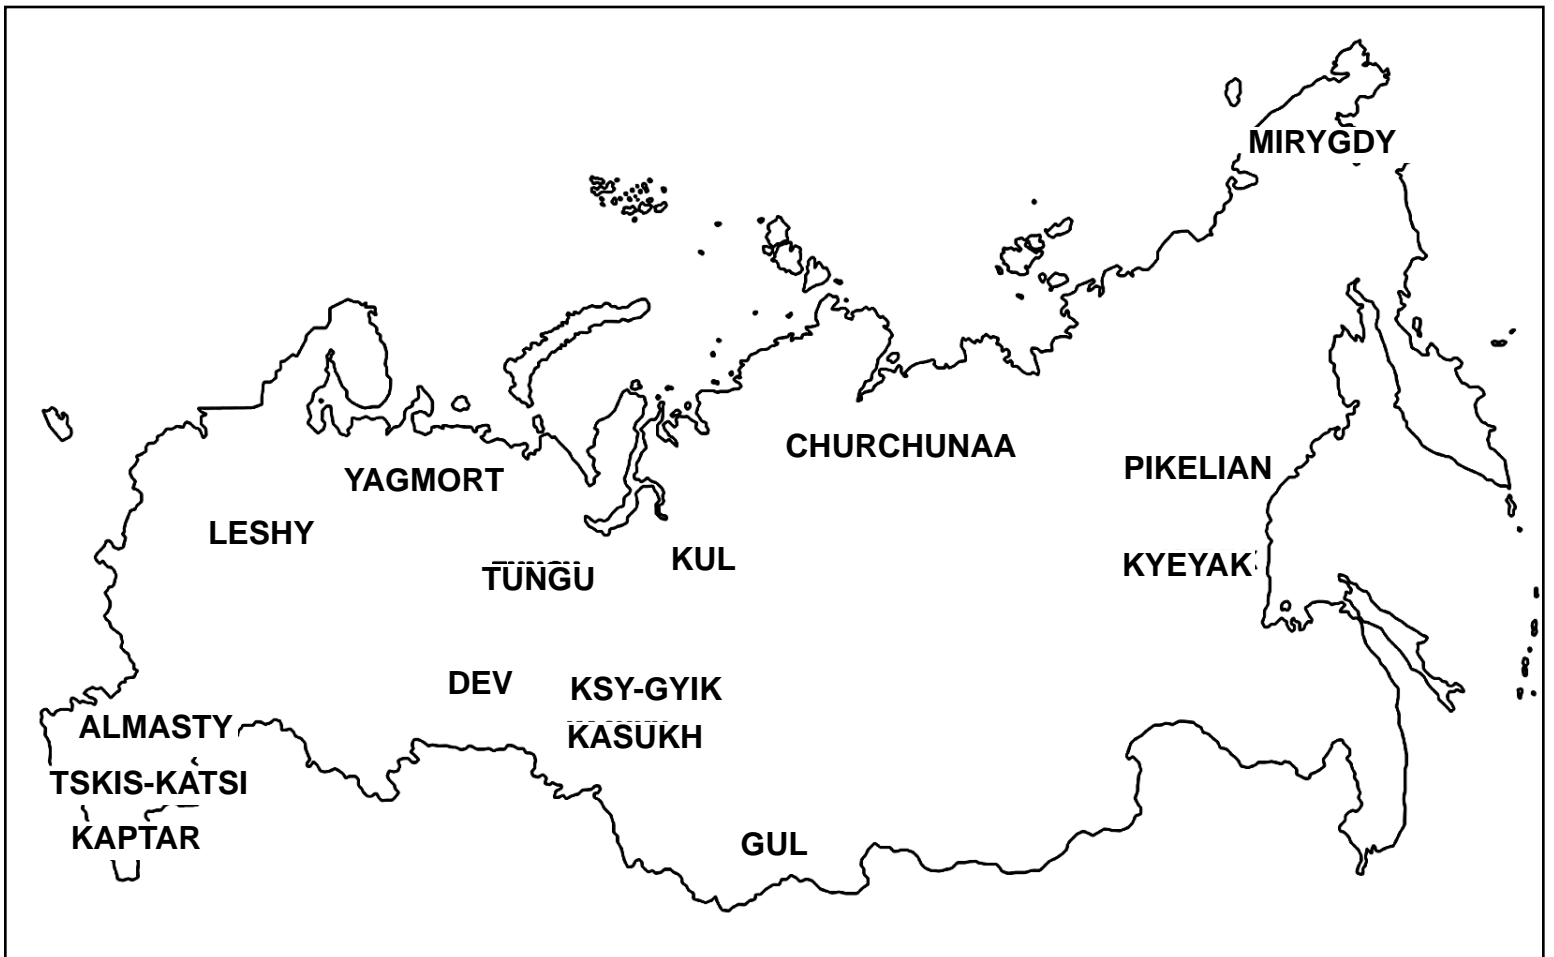 MIRYGDY
CHURCHUNAA
PIKELIAN
YAGMORT
LESHY
KUL
KYEYAK
TUNGU
DEV
KSY-GYIK
ALMASTY
KASUKH
TSKIS-KATSI
KAPTAR
GUL